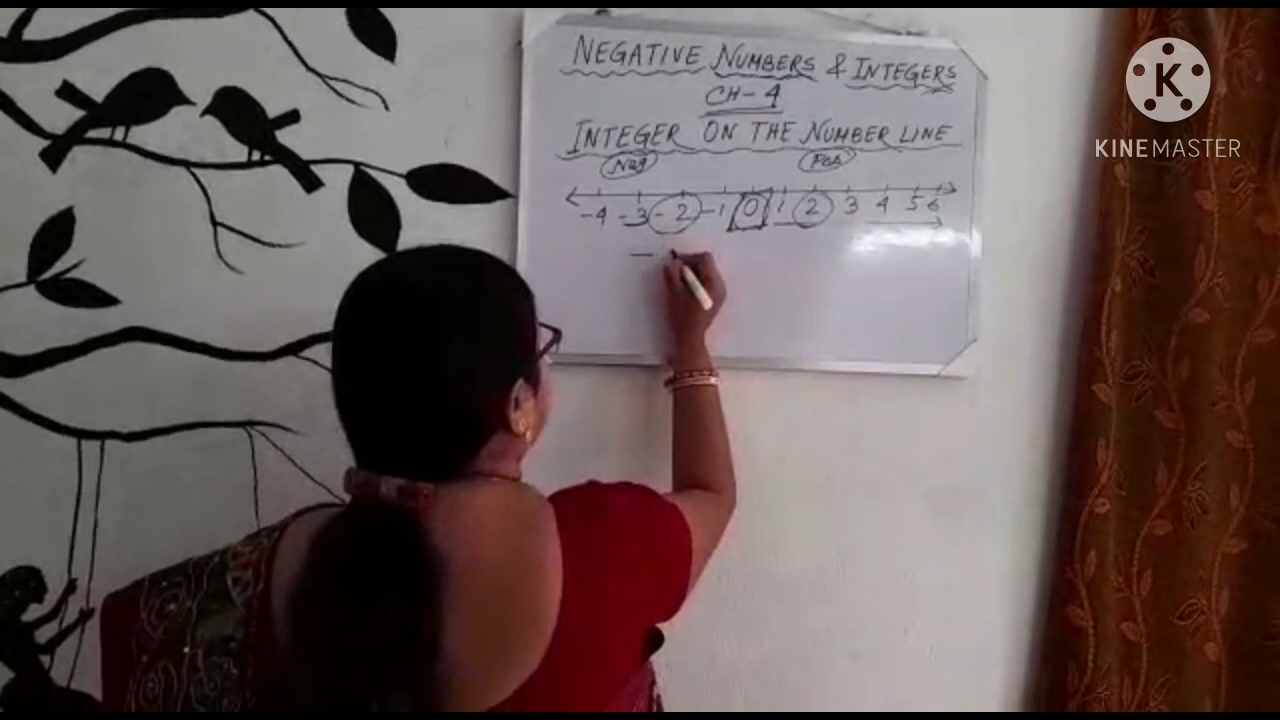 NEGATIVE NUMBERS & INTEGERS
CH-4
INTEGER ON THE NUMBER LINE
Neg Pos
-4 -3 -2 -1 0 1 2 3 4 5 6
—
K
KINEMASTER